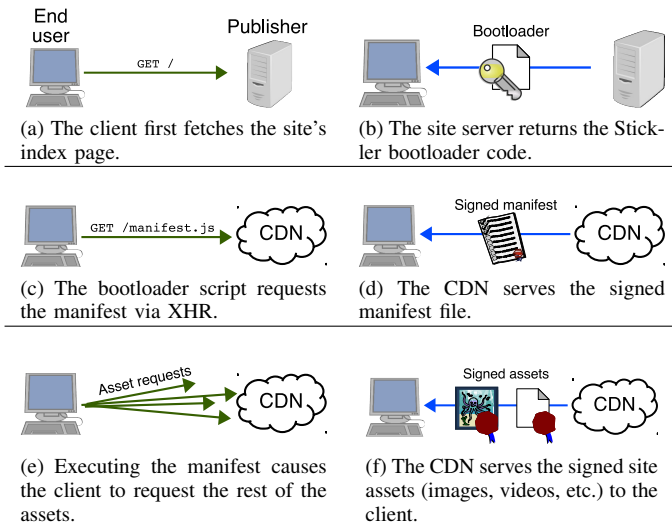 End
user
Publisher
GET /
(a) The client first fetches the site's
index page.
Bootloader
(b) The site server returns the Stick-
ler bootloader code.
GET /manifest.js
CDN
(c) The bootloader script requests
the manifest via XHR.
Signed manifest
CDN
(d) The CDN serves the signed
manifest file.
Asset requests
CDN
(e) Executing the manifest causes
the client to request the rest of the
assets.
Signed assets
CDN
(f) The CDN serves the signed site
assets (images, videos, etc.) to the
client.